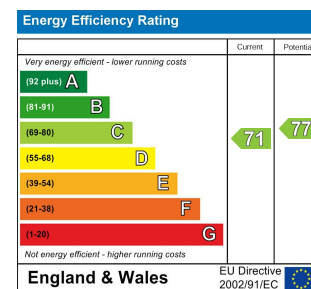 Energy Efficiency Rating
Current
Potentia
Very energy efficient - lower running costs
(92 plus) A
(81-91) B
(69-80) C
71
77
(55-68) D
(39-54) E
(21-38) F
(1-20) G
Not energy efficient - higher running costs
England & Wales
EU Directive
2002/91/EC